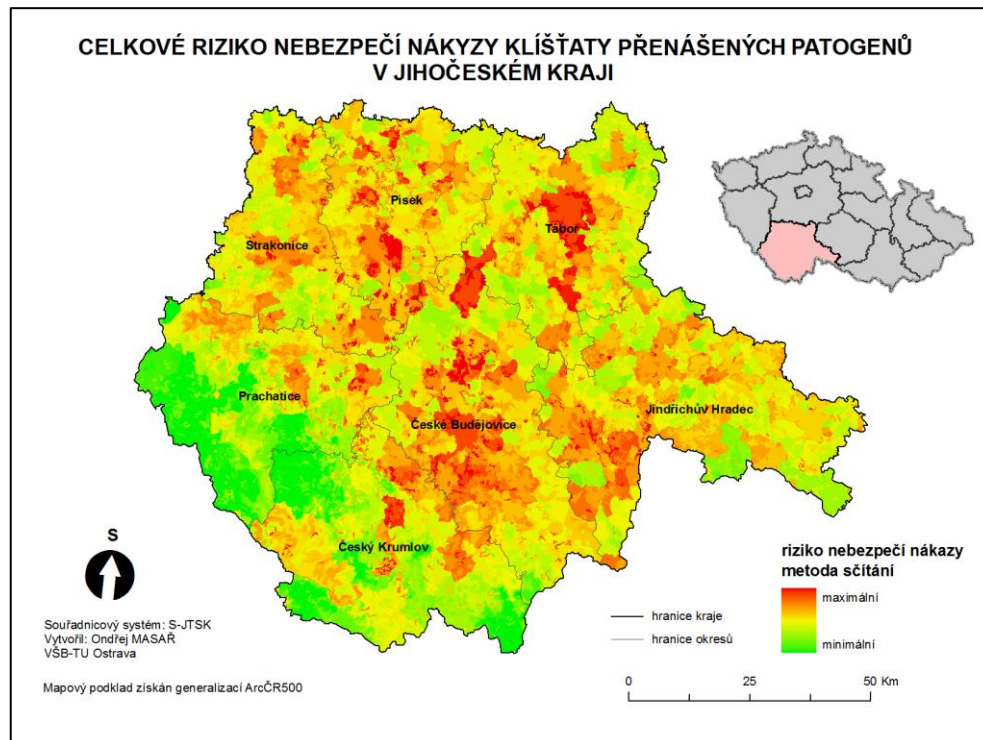 CELKOVÉ RIZIKO NEBEZPEČÍ NÁKYZY KLÍŠŤATY PŘENÁŠENÝCH PATOGENŮ
V JIHOČESKÉM KRAJI
Písek
Tábor
Strakonice
Prachatice
České Budějovice
Jindřichův Hradec
Český Krumlov
S
Souřadnicový systém: S-JTSK
Vytvořil: Ondřej MASAŘ
VŠB-TU Ostrava
Mapový podklad získán generalizací ArcČR500
hranice kraje
hranice okresů
riziko nebezpečí nákazy
metoda sčítání
maximální
minimální
0 25 50 Km